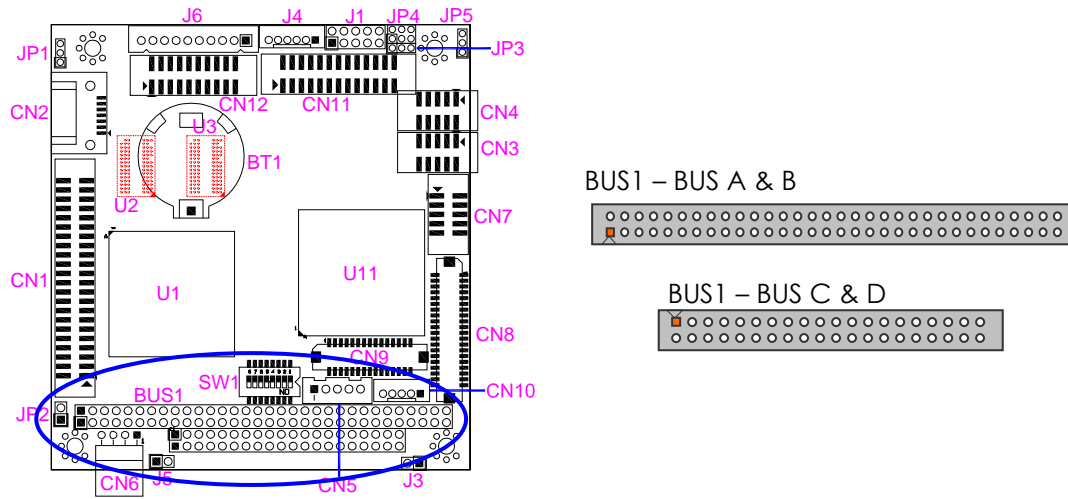 J6 J4 J1 JP4 JP5
JP1 JP3
CN2 CN12 CN11 CN4
U3
BT1 CN3
U2
CN7
CN1 U1 U11
CN8
CN9
SW1
CN10
BUS1
JP2
J5
CN6 CN5 J3
BUS1 – BUS A & B
BUS1 – BUS C & D